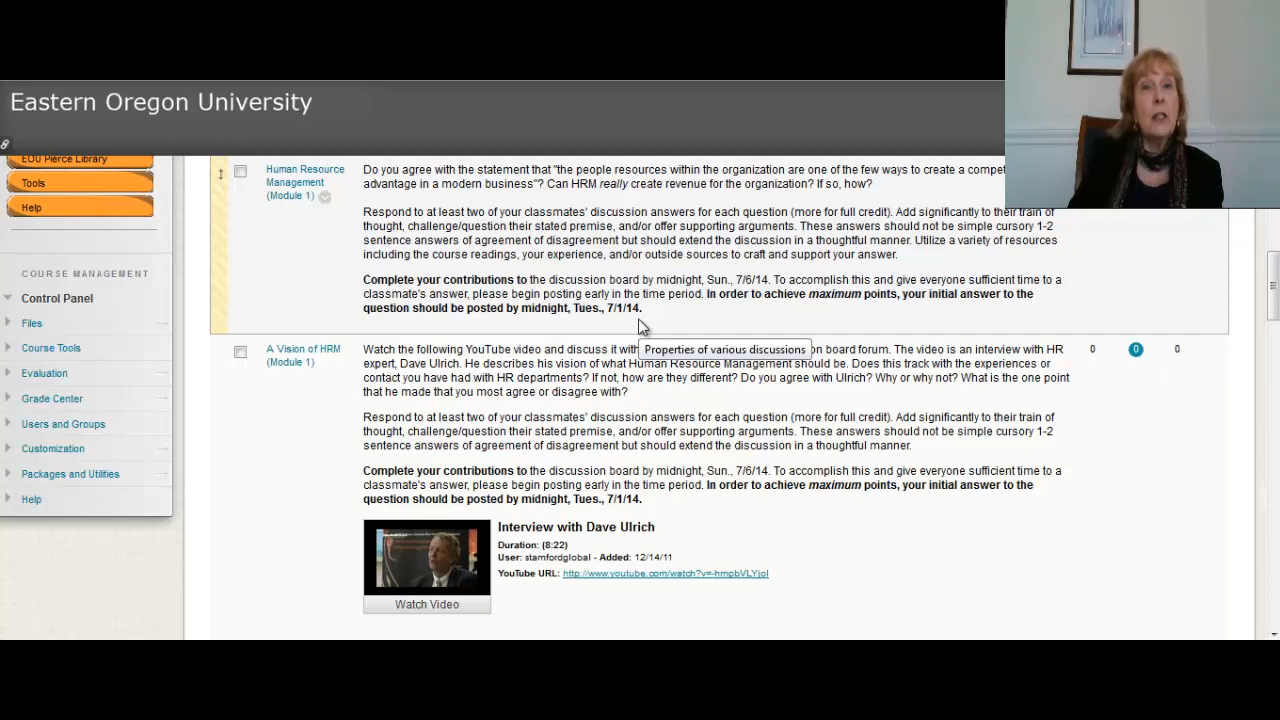 Eastern Oregon University
EOU Pierce Library
Tools
Help
COURSE MANAGEMENT
Control Panel
Files
Course Tools
Evaluation
Grade Center
Users and Groups
Customization
Packages and Utilities
Help
Human Resource
Management
(Module 1)
Do you agree with the statement that "the people resources within the organization are one of the few ways to create a
advantage in a modern business"? Can HRM really create revenue for the organization? If so, how?
Respond to at least two of your classmates' discussion answers for each question (more for full credit). Add significantly to their train of
thought, challenge/question their stated premise, and/or offer supporting arguments. These answers should not be simple cursory 1-2
sentence answers of agreement of disagreement but should extend the discussion in a thoughtful manner. Utilize a variety of resources
including the course readings, your experience, and/or outside sources to craft and support your answer.
Complete your contributions to the discussion board by midnight, Sun., 7/6/14. To accomplish this and give everyone sufficient time to a
classmate's answer, please begin posting early in the time period. In order to achieve maximum points, your initial answer to the
question should be posted by midnight, Tues., 7/1/14.
Properties of various discussions
A Vision of HRM
(Module 1)
Watch the following YouTube video and discuss it with on board forum. The video is an interview with HR
expert, Dave Ulrich. He describes his vision of what Human Resource Management should be. Does this track with the experiences or
contact you have had with HR departments? If not, how are they different? Do you agree with Ulrich? Why or why not? What is the one point
that he made that you most agree or disagree with?
0 0 0
Respond to at least two of your classmates' discussion answers for each question (more for full credit). Add significantly to their train of
thought, challenge/question their stated premise, and/or offer supporting arguments. These answers should not be simple cursory 1-2
sentence answers of agreement of disagreement but should extend the discussion in a thoughtful manner.
Complete your contributions to the discussion board by midnight, Sun., 7/6/14. To accomplish this and give everyone sufficient time to a
classmate's answer, please begin posting early in the time period. In order to achieve maximum points, your initial answer to the
question should be posted by midnight, Tues., 7/1/14.
Interview with Dave Ulrich
Duration: (8:22)
User: stamfordglobal - Added: 12/14/11
YouTube URL: http://www.youtube.com/watch?v=-hmpbVLYjoI
Watch Video